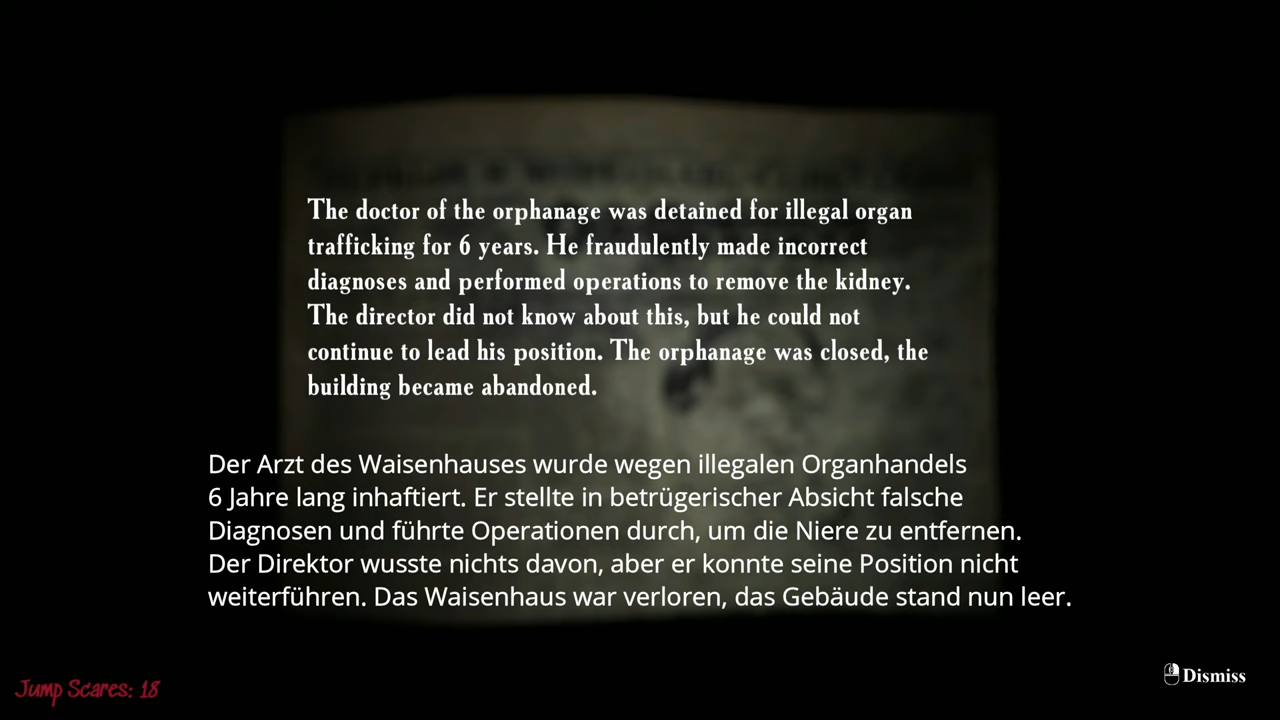 The doctor of the orphanage was detained for illegal organ
trafficking for 6 years. He fraudulently made incorrect
diagnoses and performed operations to remove the kidney.
The director did not know about this, but he could not
continue to lead his position. The orphanage was closed, the
building became abandoned.
Der Arzt des Waisenhauses wurde wegen illegalen Organhandels
6 Jahre lang inhaftiert. Er stellte in betrügerischer Absicht falsche
Diagnosen und führte Operationen durch, um die Niere zu entfernen.
Der Direktor wusste nichts davon, aber er konnte seine Position nicht
weiterführen. Das Waisenhaus war verloren, das Gebäude stand nun leer.
Jump Scares: 18
Dismiss